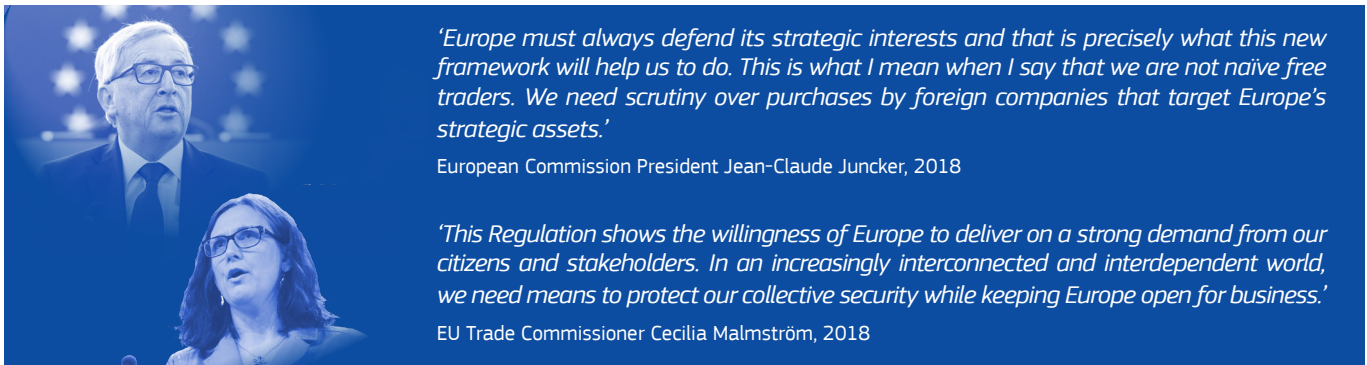 ‘Europe must always defend its strategic interests and that is precisely what this new
framework will help us to do. This is what I mean when I say that we are not naïve free
traders. We need scrutiny over purchases by foreign companies that target Europe’s
strategic assets.’
European Commission President Jean-Claude Juncker, 2018
‘This Regulation shows the willingness of Europe to deliver on a strong demand from our
citizens and stakeholders. In an increasingly interconnected and interdependent world,
we need means to protect our collective security while keeping Europe open for business.’
EU Trade Commissioner Cecilia Malmström, 2018